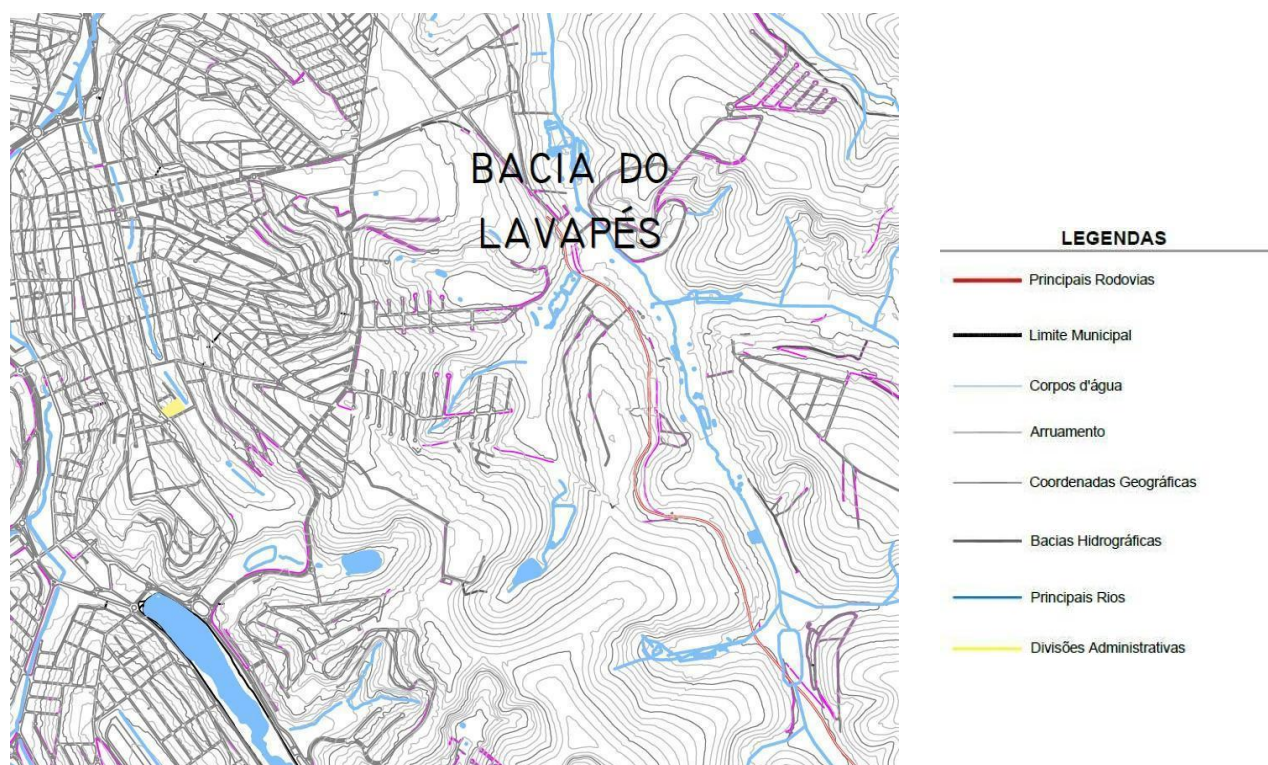 BACIA DO
LAVAPÉS
LEGENDAS
Principais Rodovias
Limite Municipal
Corpos d'água
Arruamento
Coordenadas Geográficas
Bacias Hidrográficas
Principais Rios
Divisões Administrativas